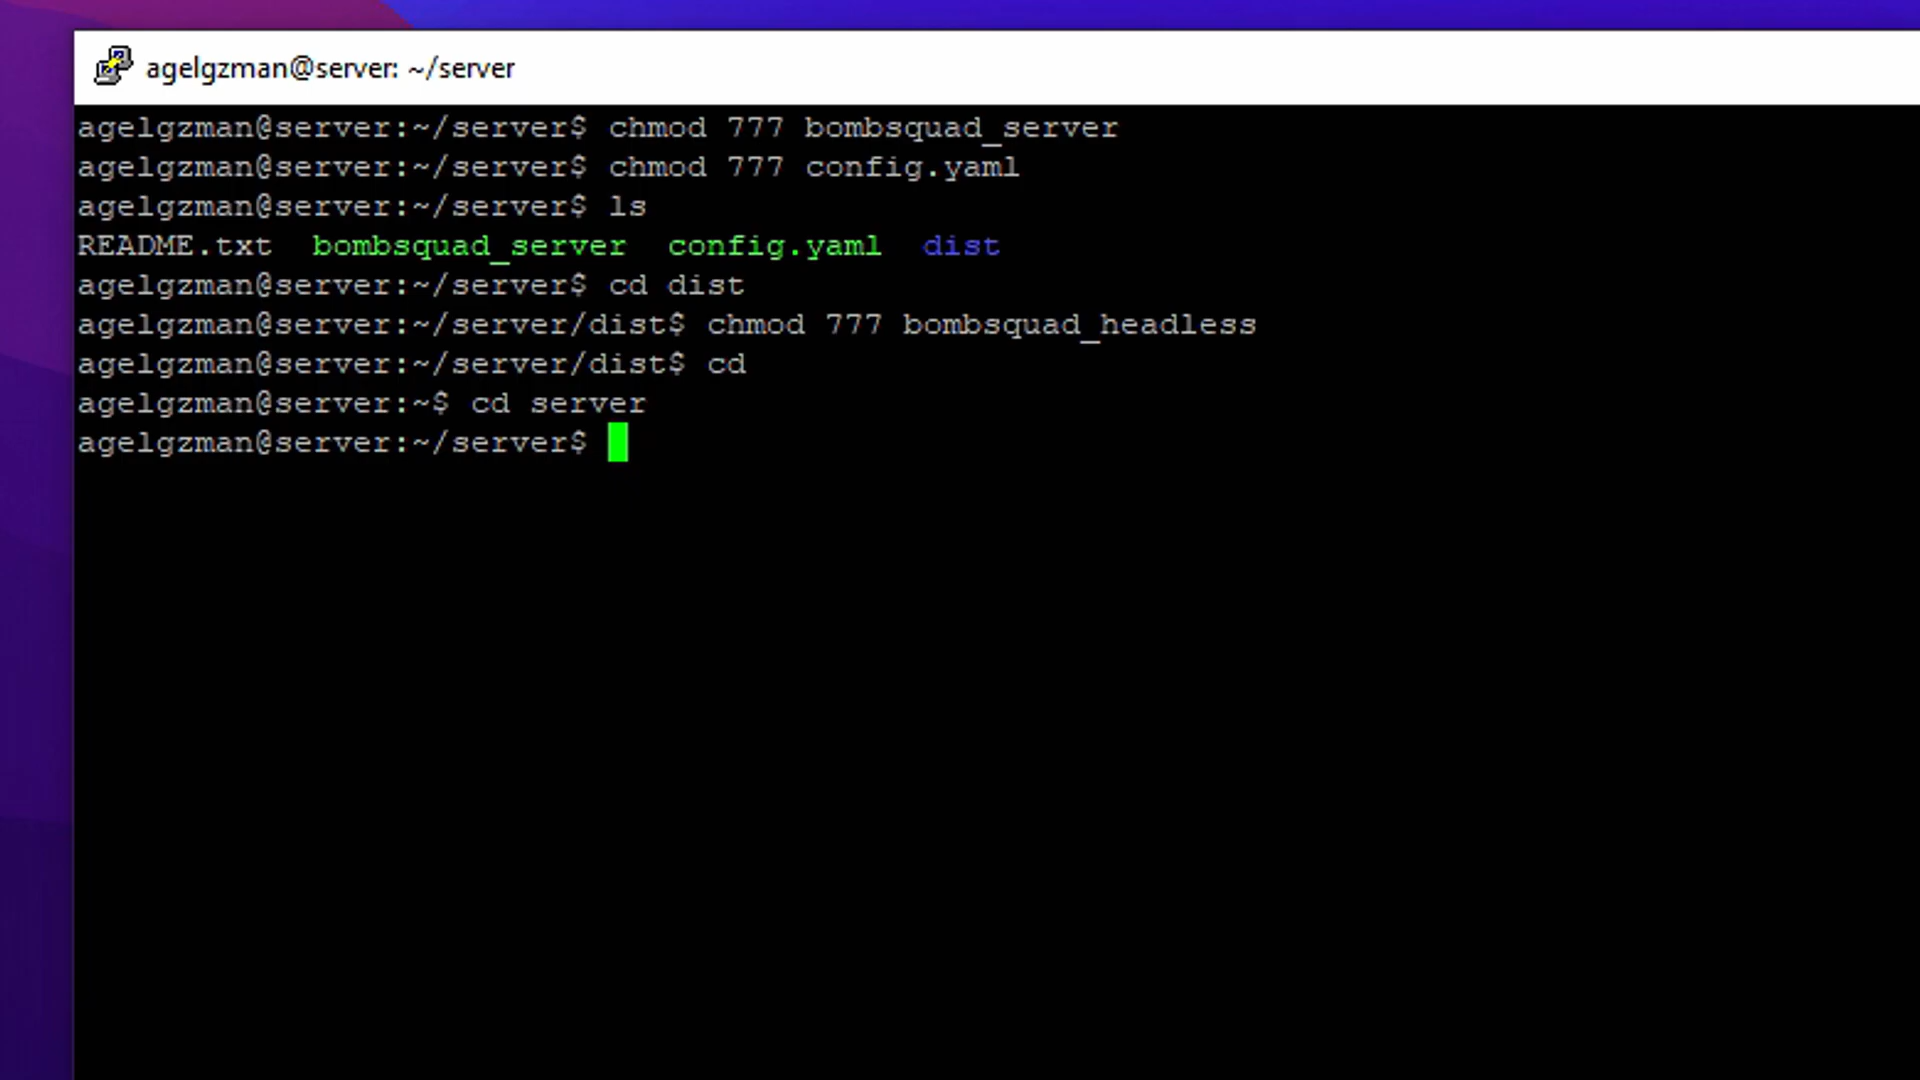 agelgzman@server: ~/server
agelgzman@server:~/server$ chmod 777 bombsquad_server
agelgzman@server:~/server$ chmod 777 config.yaml
agelgzman@server:~/server$ ls
README.txt  bombsquad_server  config.yaml  dist
agelgzman@server:~/server$ cd dist
agelgzman@server:~/server/dist$ chmod 777 bombsquad_headless
agelgzman@server:~/server/dist$ cd
agelgzman@server:~$ cd server
agelgzman@server:~/server$